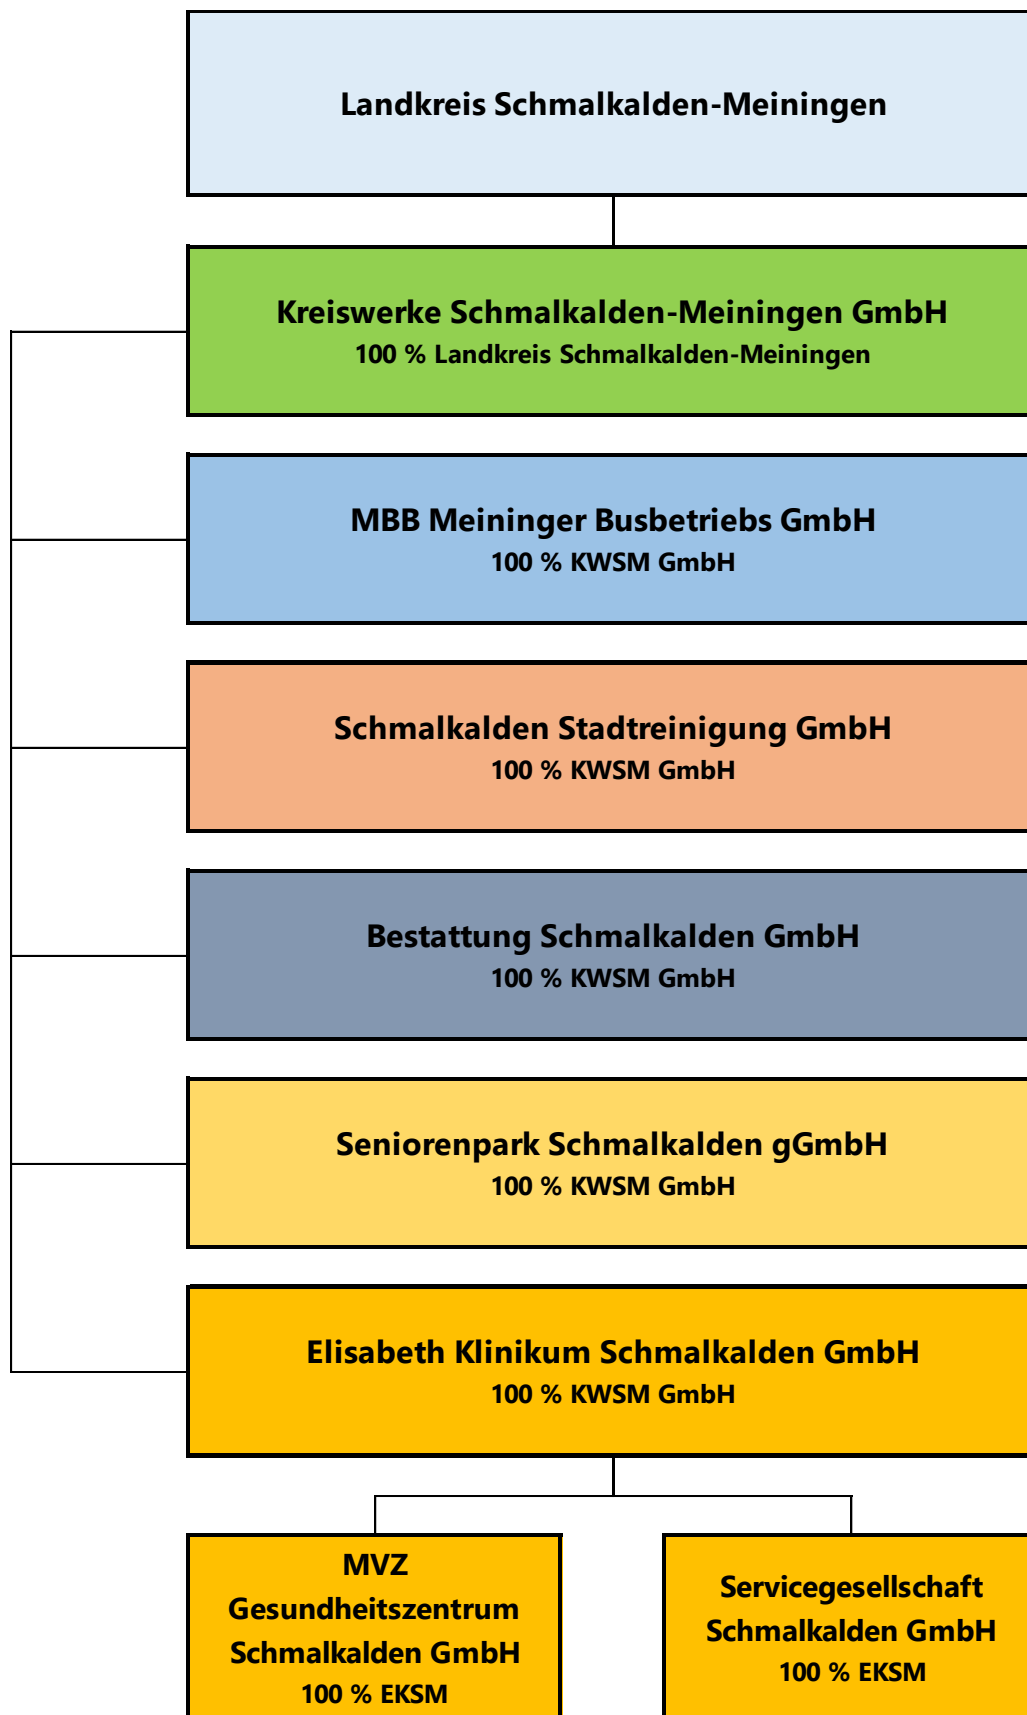 Landkreis Schmalkalden-Meiningen
Kreiswerke Schmalkalden-Meiningen GmbH
100 % Landkreis Schmalkalden-Meiningen
MBB Meininger Busbetriebs GmbH
100 % KWSM GmbH
Schmalkalden Stadtreinigung GmbH
100 % KWSM GmbH
Bestattung Schmalkalden GmbH
100 % KWSM GmbH
Seniorenpark Schmalkalden gGmbH
100 % KWSM GmbH
Elisabeth Klinikum Schmalkalden GmbH
100 % KWSM GmbH
MVZ
Gesundheitszentrum
Schmalkalden GmbH
100 % EKSM
Servicegesellschaft
Schmalkalden GmbH
100 % EKSM